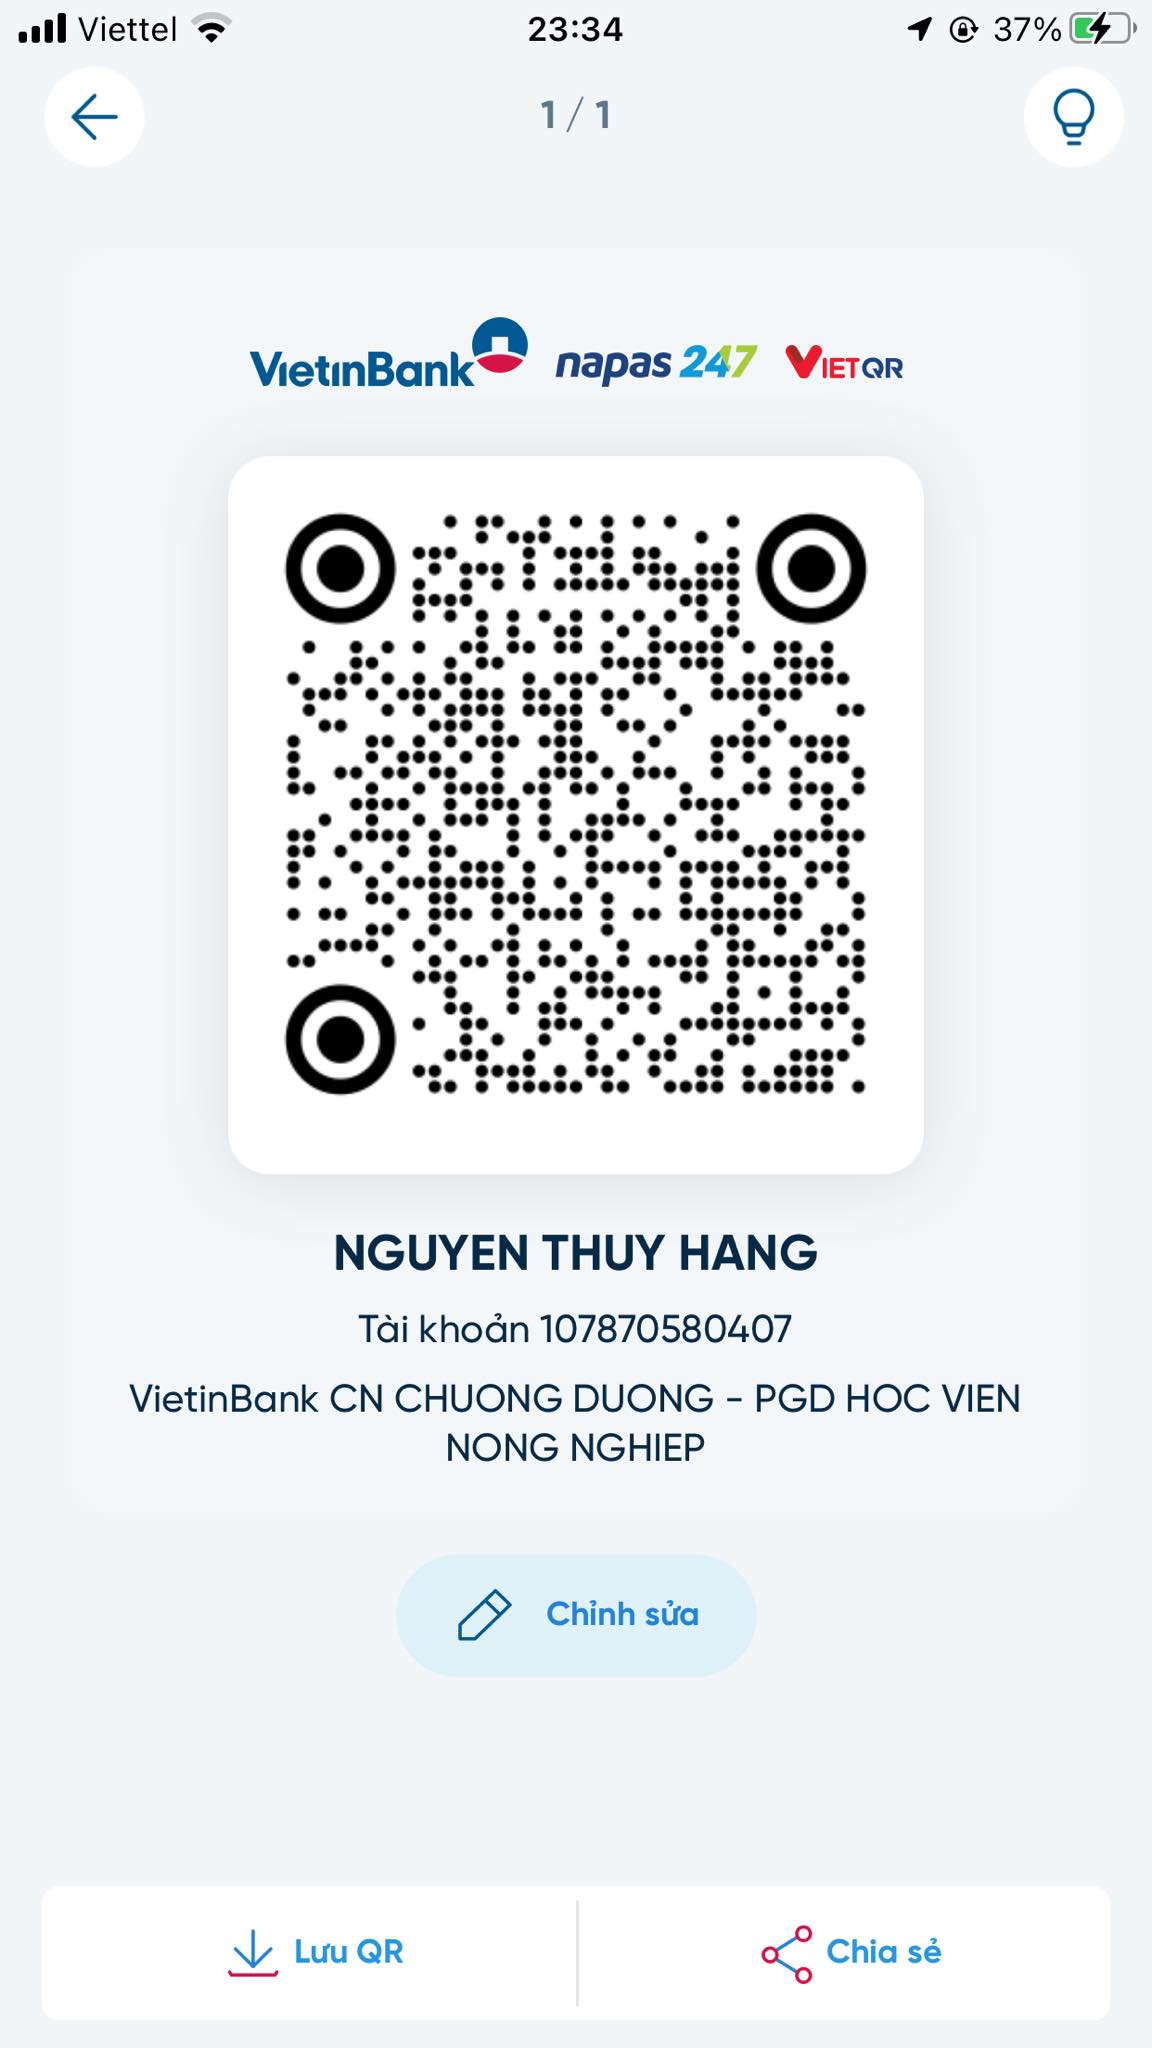 Viettel 23:34 37%
1 / 1
VietinBank napas 247 VIETQR
NGUYEN THUY HANG
Tài khoản 107870580407
VietinBank CN CHUONG DUONG - PGD HOC VIEN
NONG NGHIEP
Chỉnh sửa
Lưu QR Chia sẻ